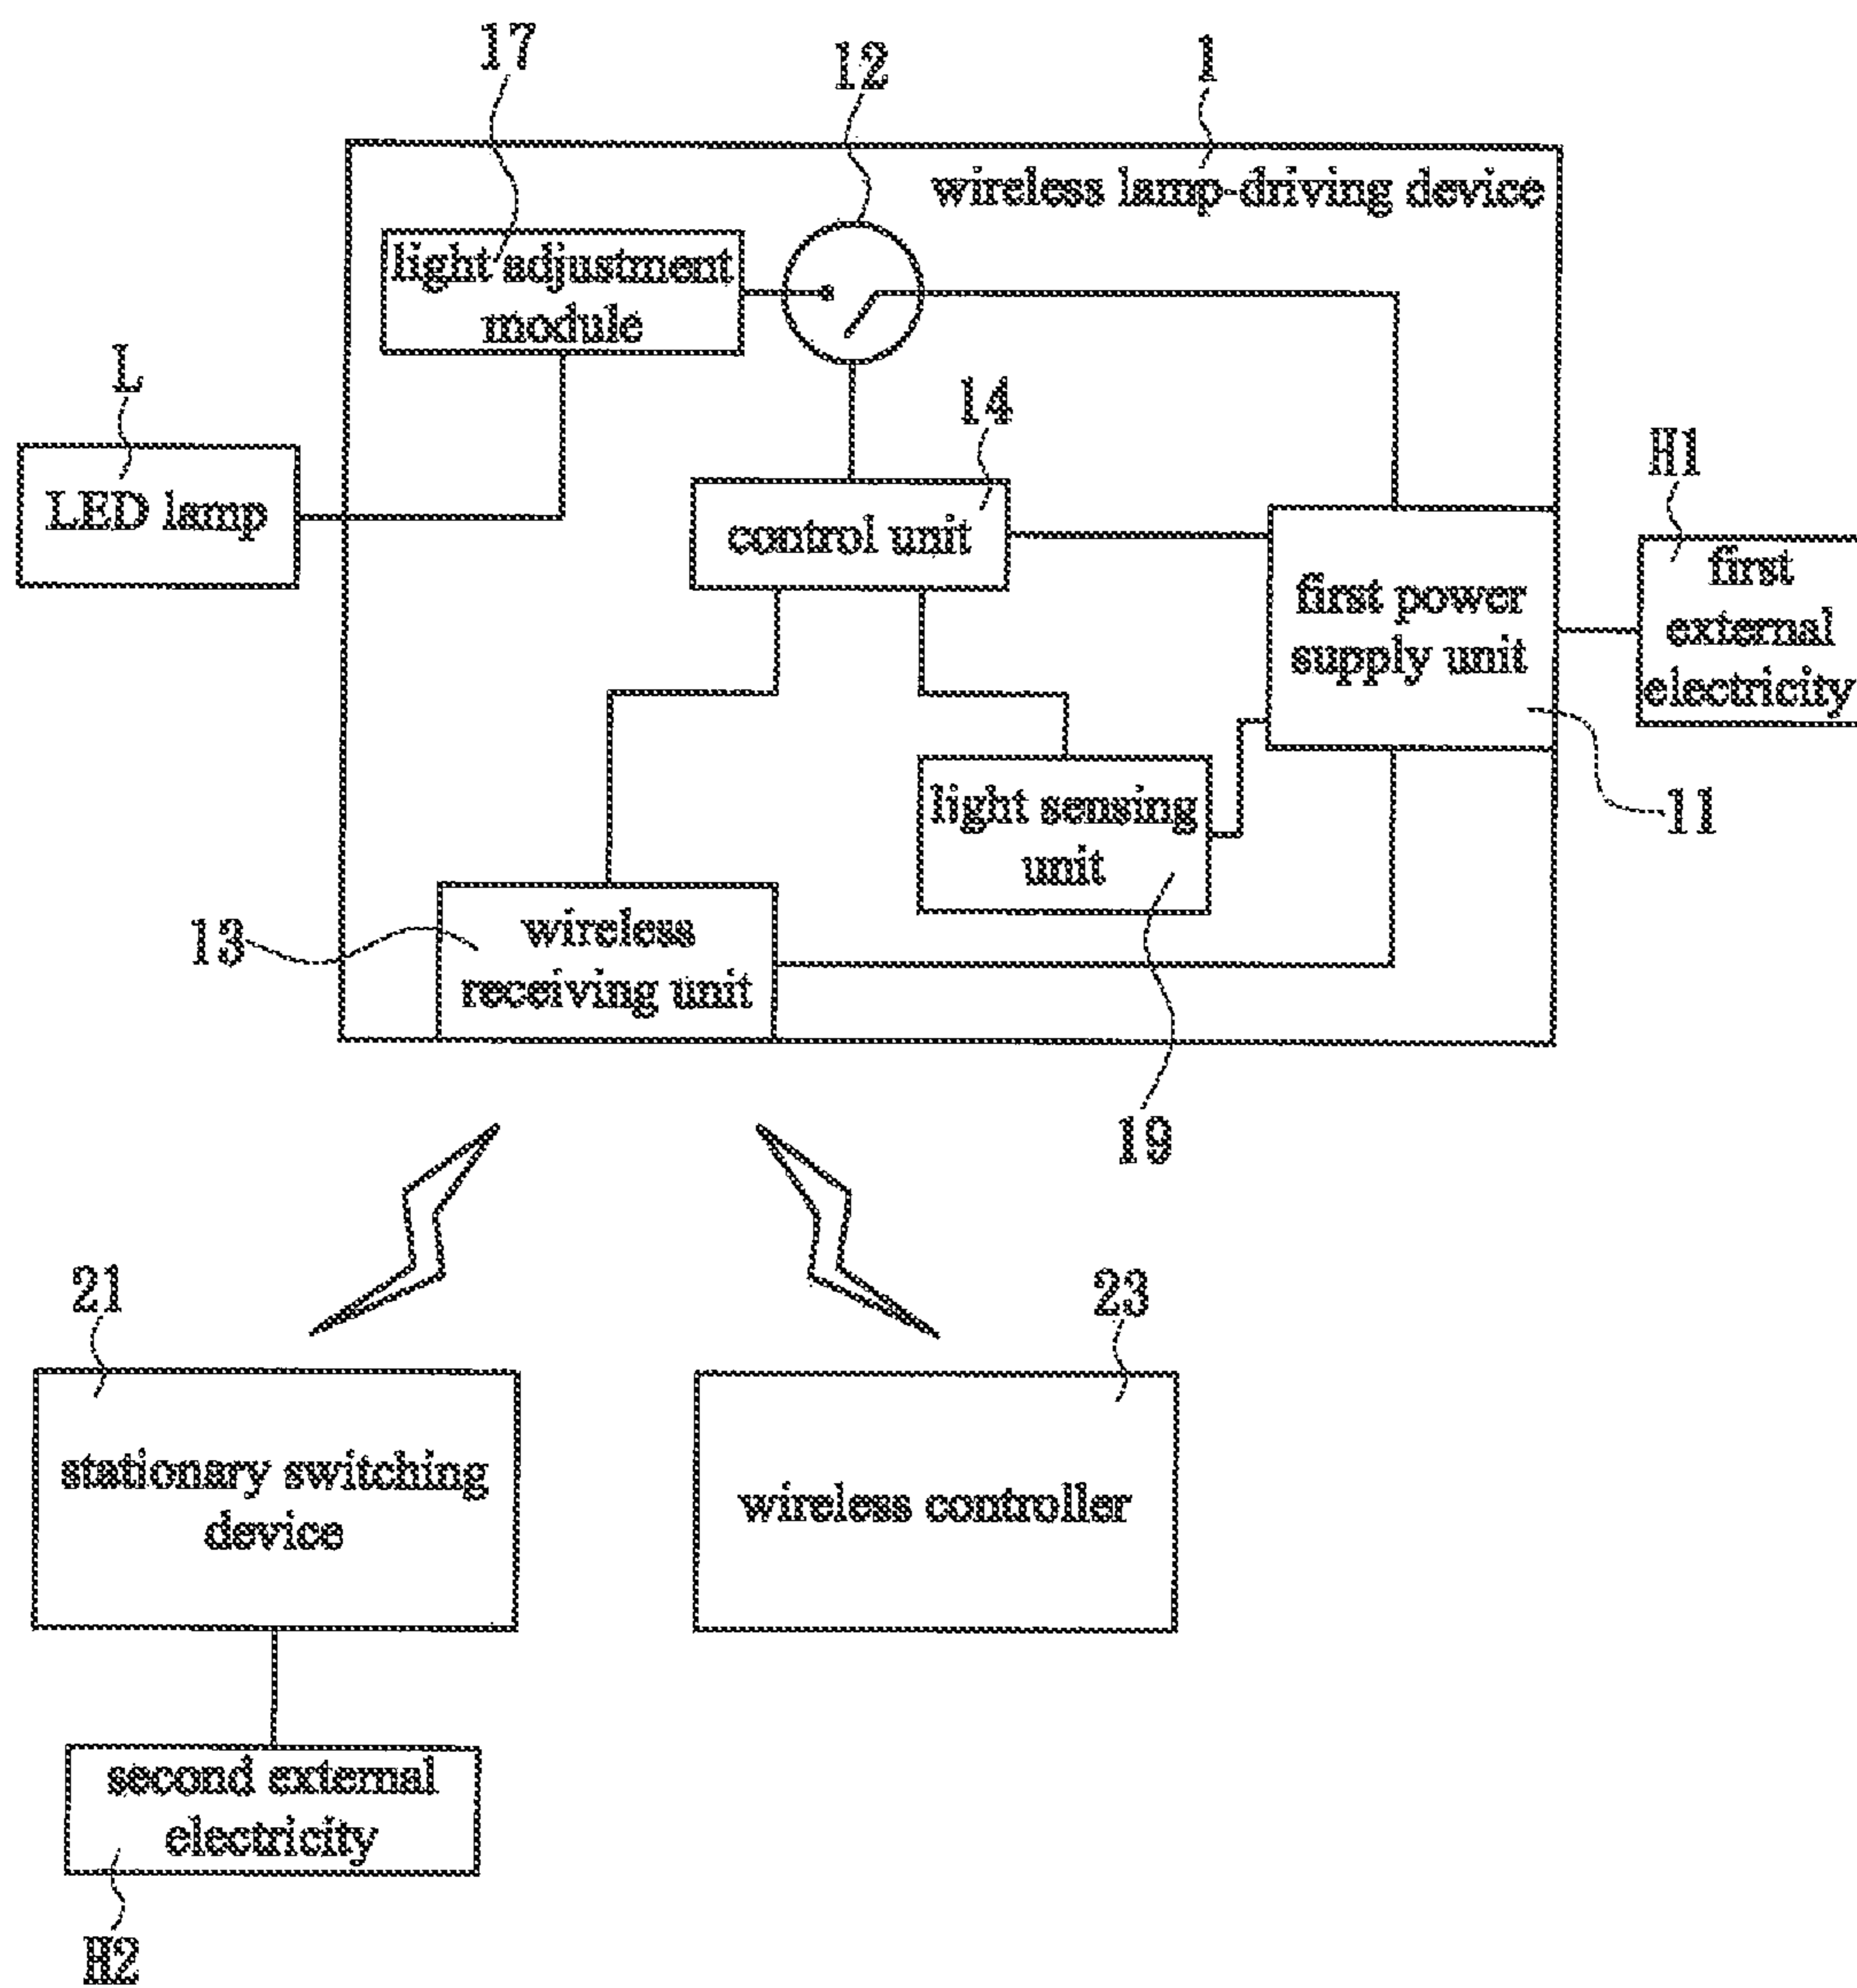 17
12
1
wireless lamp-driving device
light adjustment
module
L
LED lamp
14
control unit
H1
first
external
electricity
first power
supply unit
11
light sensing
unit
13
wireless
receiving unit
19
21
23
stationary switching
device
wireless controller
second external
electricity
H2